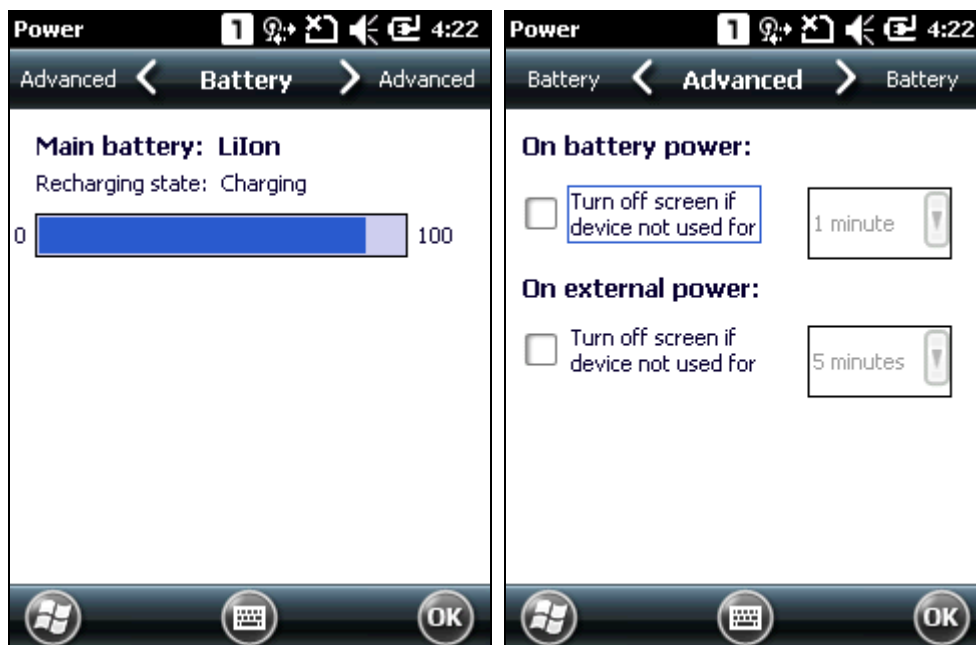 Power 1 4:22
Advanced Battery Advanced
Main battery: LiIon
Recharging state: Charging
0 100
OK
Power 1 4:22
Battery Advanced Battery
On battery power:
Turn off screen if
device not used for
1 minute
On external power:
Turn off screen if
device not used for
5 minutes
OK